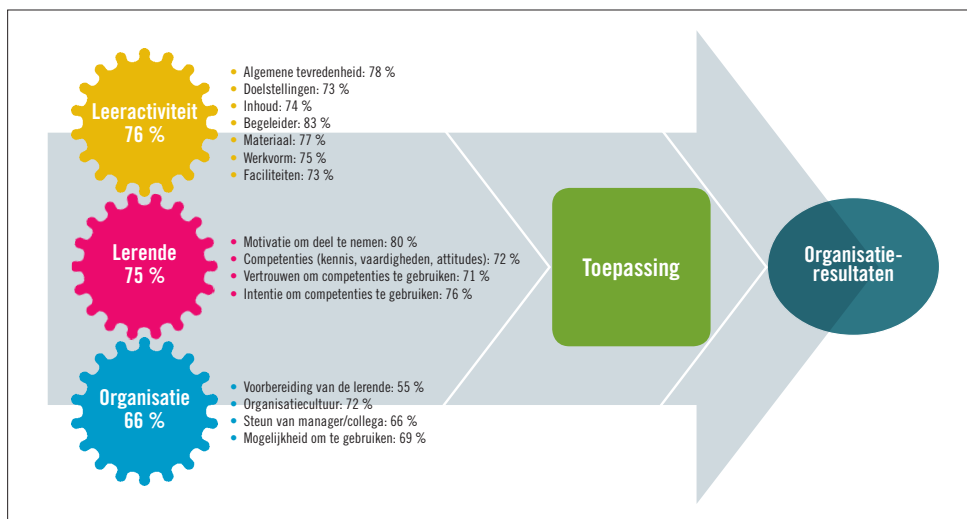 Leeractiviteit
76 %
• Algemene tevredenheid: 78 %
• Doelstellingen: 73 %
• Inhoud: 74 %
• Begeleider: 83 %
• Materiaal: 77 %
• Werkvorm: 75 %
• Faciliteiten: 73 %
Lerende
75 %
• Motivatie om deel te nemen: 80 %
• Competenties (kennis, vaardigheden, attitudes): 72 %
• Vertrouwen om competenties te gebruiken: 71 %
• Intentie om competenties te gebruiken: 76 %
Organisatie
66 %
• Voorbereiding van de lerende: 55 %
• Organisatiecultuur: 72 %
• Steun van manager/collega: 66 %
• Mogelijkheid om te gebruiken: 69 %
Toepassing
Organisatie-
resultaten